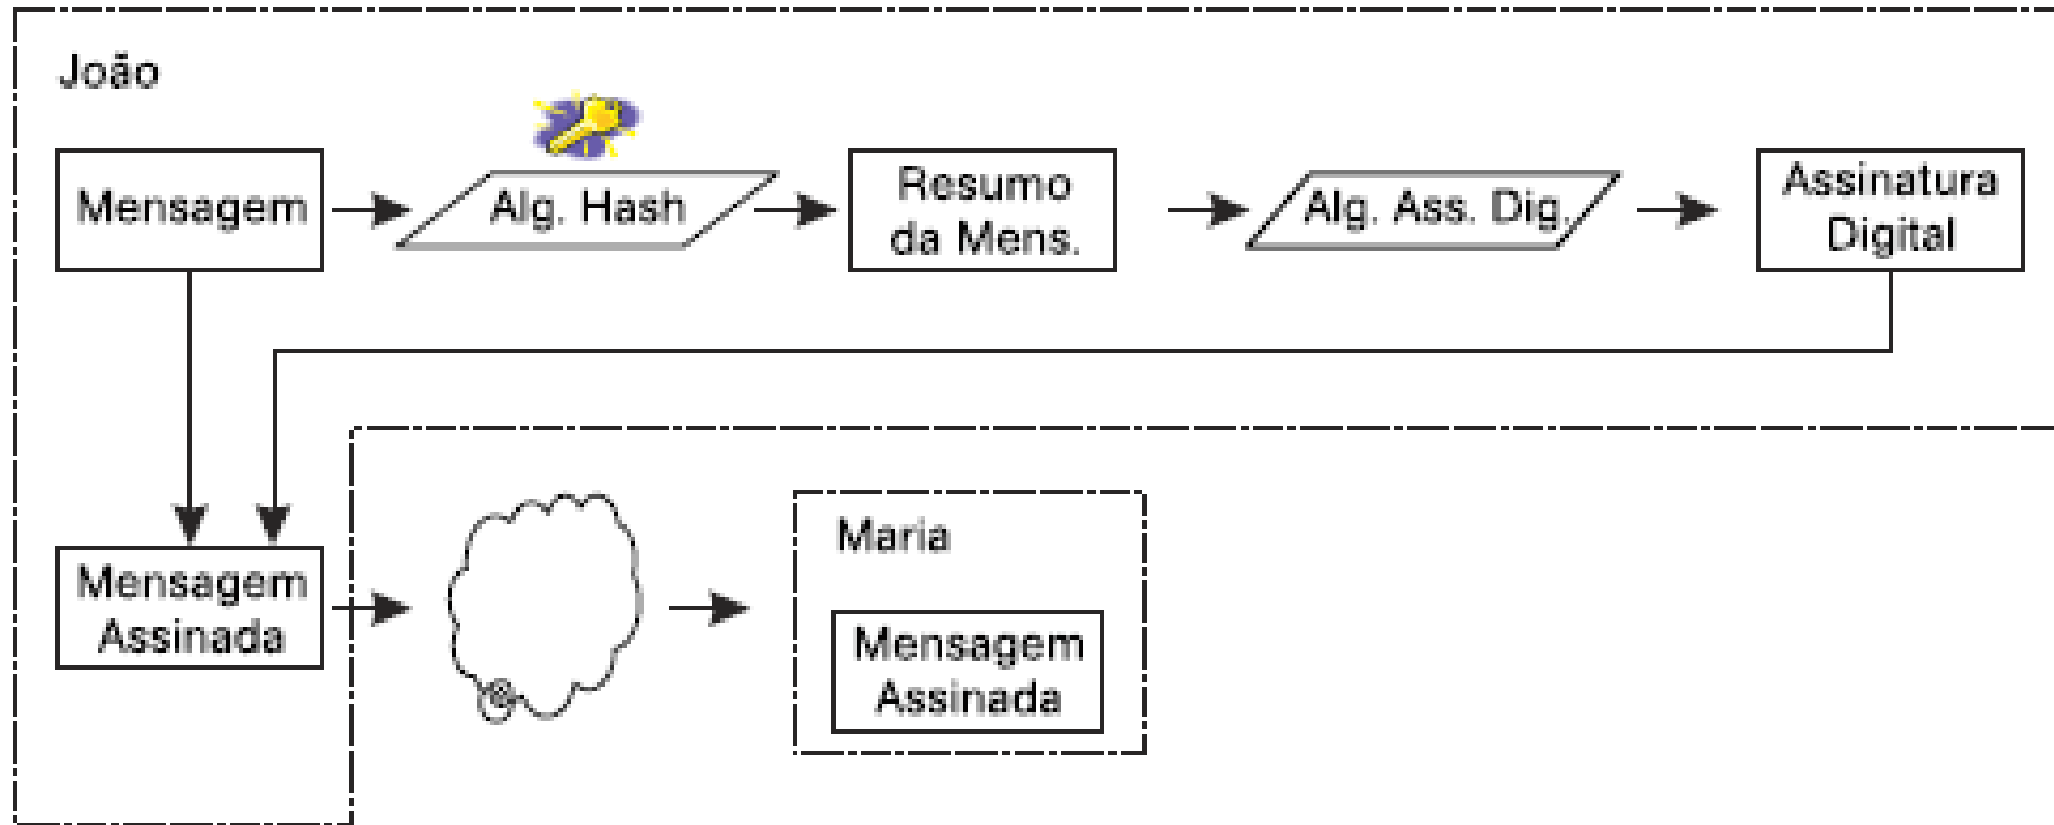 João
Mensagem
Alg. Hash
Resumo
da Mens.
Alg. Ass. Dig.
Assinatura
Digital
Mensagem
Assinada
Maria
Mensagem
Assinada